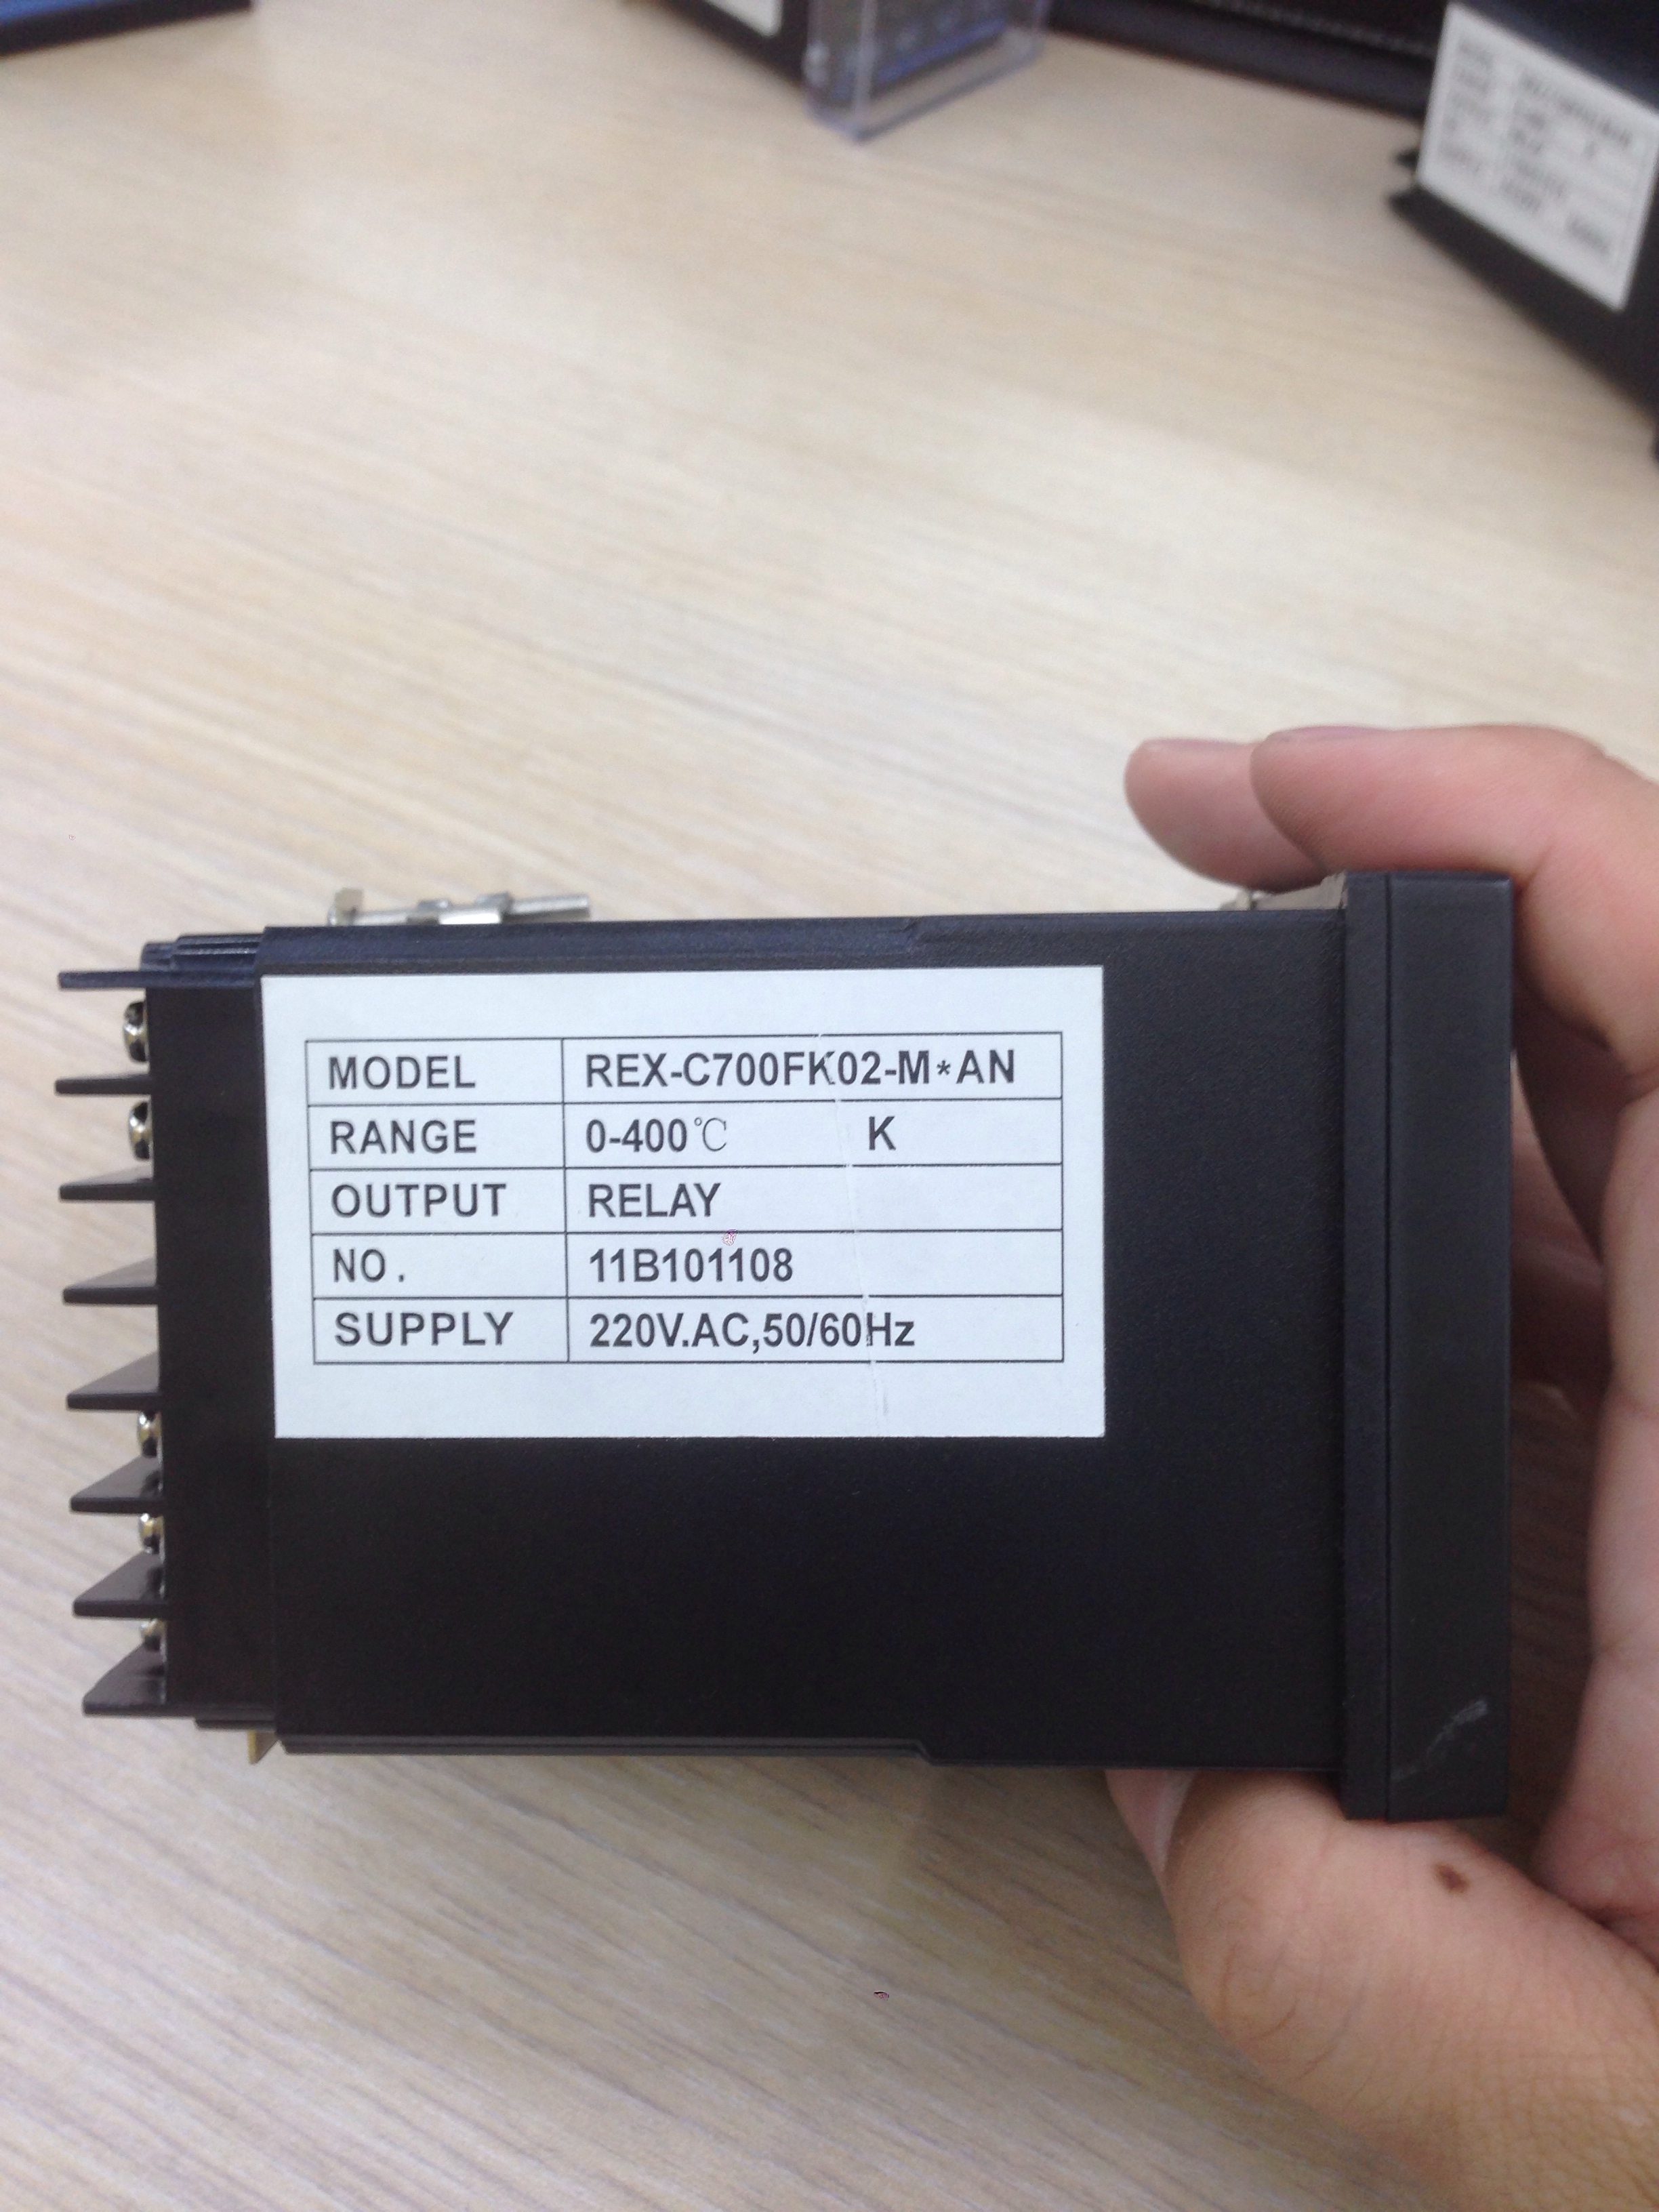 MODEL REX-C700FK02-M*AN
RANGE 0-400℃ K
OUTPUT RELAY
NO. 11B101108
SUPPLY 220V.AC,50/60Hz